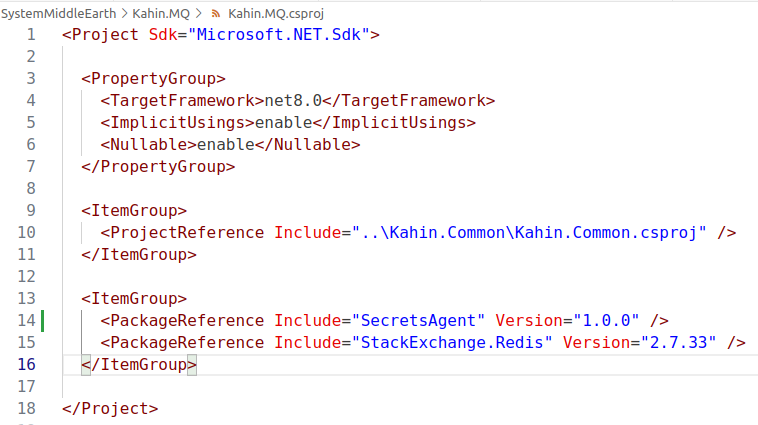 SystemMiddleEarth > Kahin.MQ > Kahin.MQ.csproj
1 <Project Sdk="Microsoft.NET.Sdk">
2
3 <PropertyGroup>
4 <TargetFramework>net8.0</TargetFramework>
5 <ImplicitUsings>enable</ImplicitUsings>
6 <Nullable>enable</Nullable>
7 </PropertyGroup>
8
9 <ItemGroup>
10 <ProjectReference Include="..\Kahin.Common\Kahin.Common.csproj" />
11 </ItemGroup>
12
13 <ItemGroup>
14 <PackageReference Include="SecretsAgent" Version="1.0.0" />
15 <PackageReference Include="StackExchange.Redis" Version="2.7.33" />
16 </ItemGroup>
17
18 </Project>